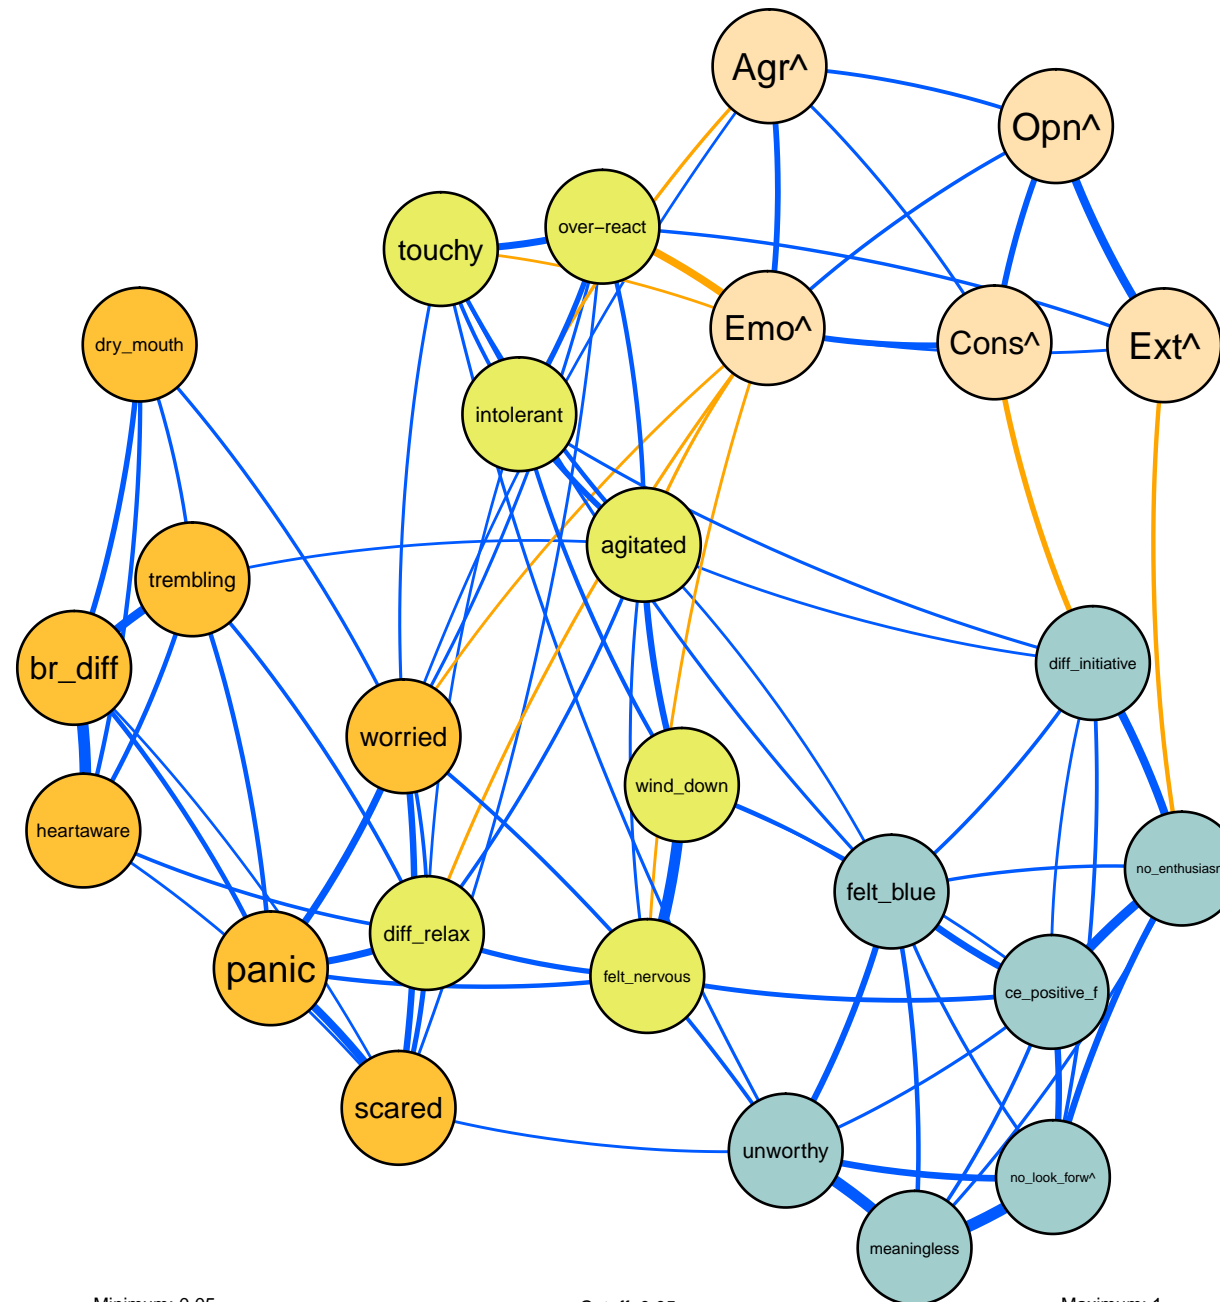 Agr^
Opn^
over−react
touchy
Emo^
Cons^
Ext^
dry_mouth
intolerant
agitated
trembling
br_diff
diff_initiative
worried
wind_down
heartaware
no_enthusiasr
felt_blue
diff_relax
panic
felt_nervous
ce_positive_f
scared
unworthy
no_look_forw^
meaningless